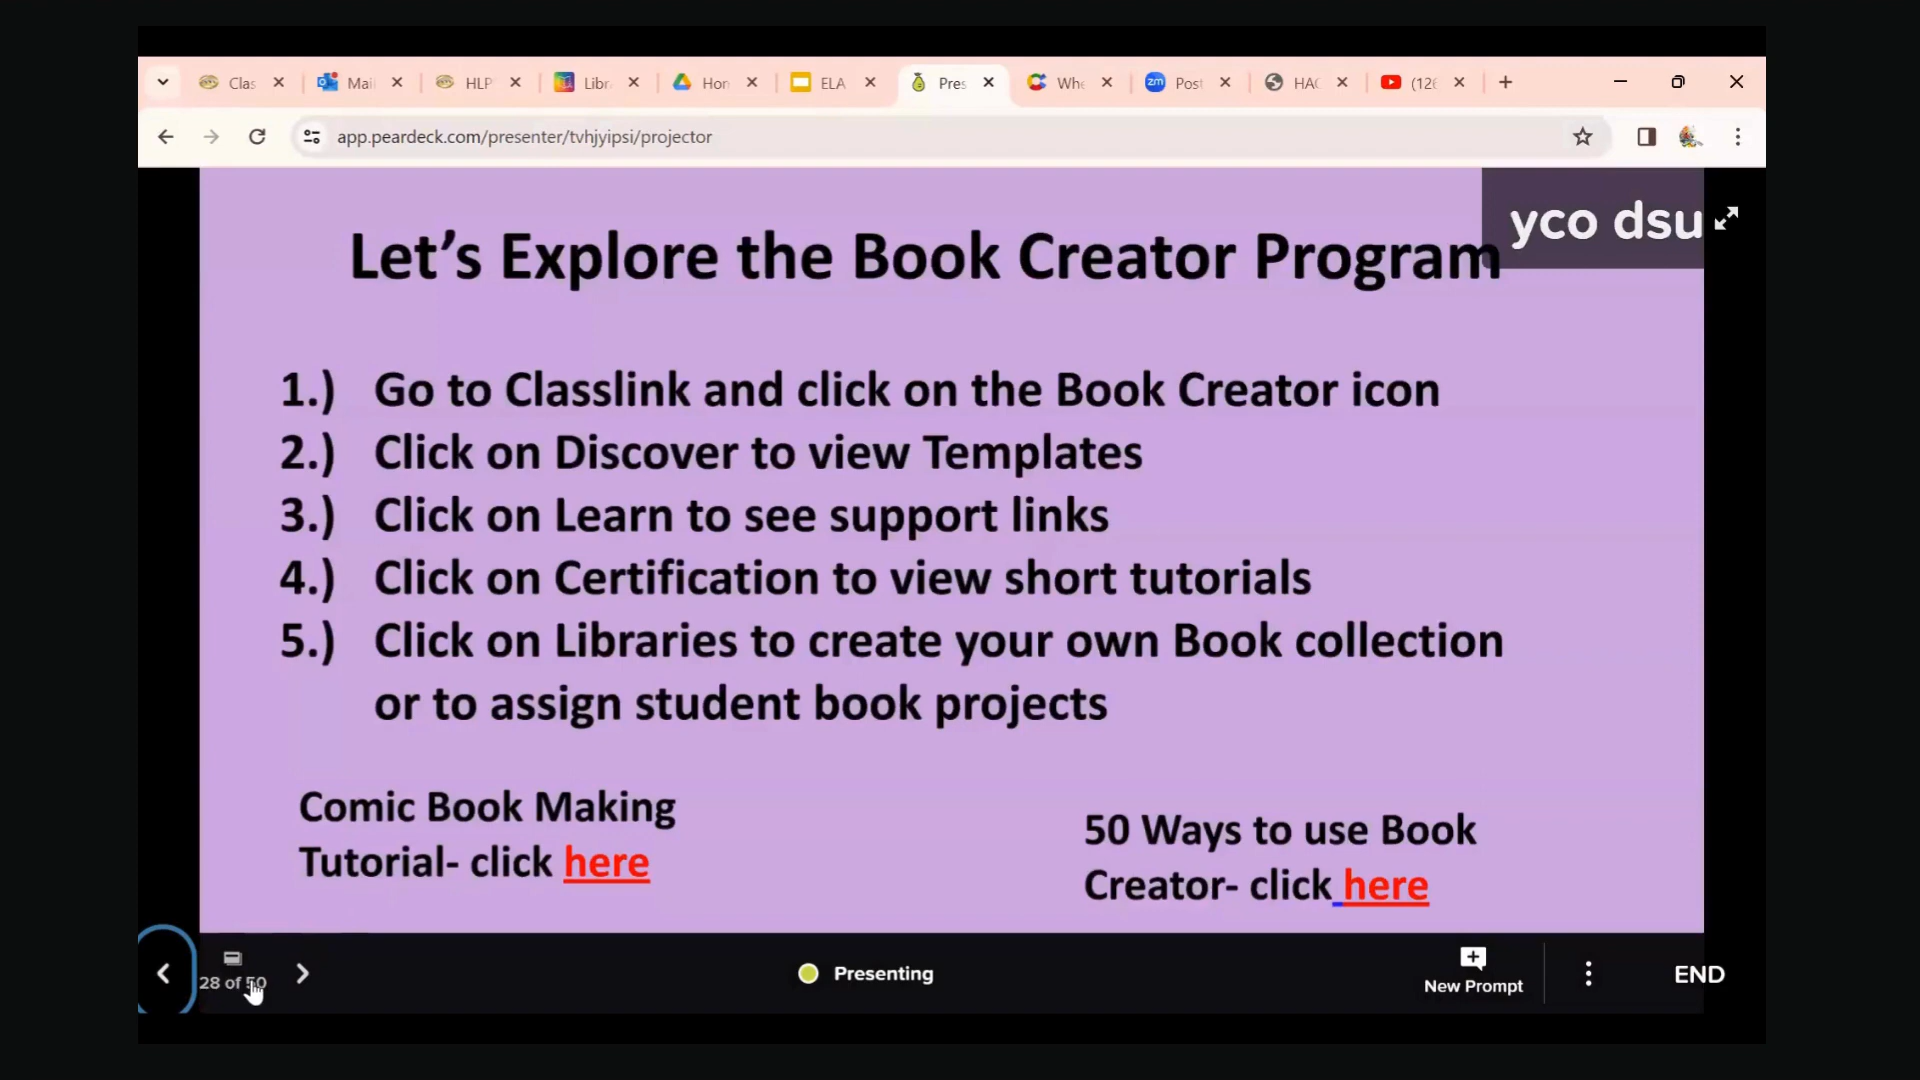 Clas
Mail
HLP
Libr
Hon
ELA
Pres
Whe
Post
HAC
(126
app.peardeck.com/presenter/tvhjyipsi/projector
yco dsu
Let's Explore the Book Creator Program
1.) Go to Classlink and click on the Book Creator icon
2.) Click on Discover to view Templates
3.) Click on Learn to see support links
4.) Click on Certification to view short tutorials
5.) Click on Libraries to create your own Book collection
or to assign student book projects
Comic Book Making
Tutorial- click here
50 Ways to use Book
Creator- click here
28 of 50
Presenting
New Prompt
END